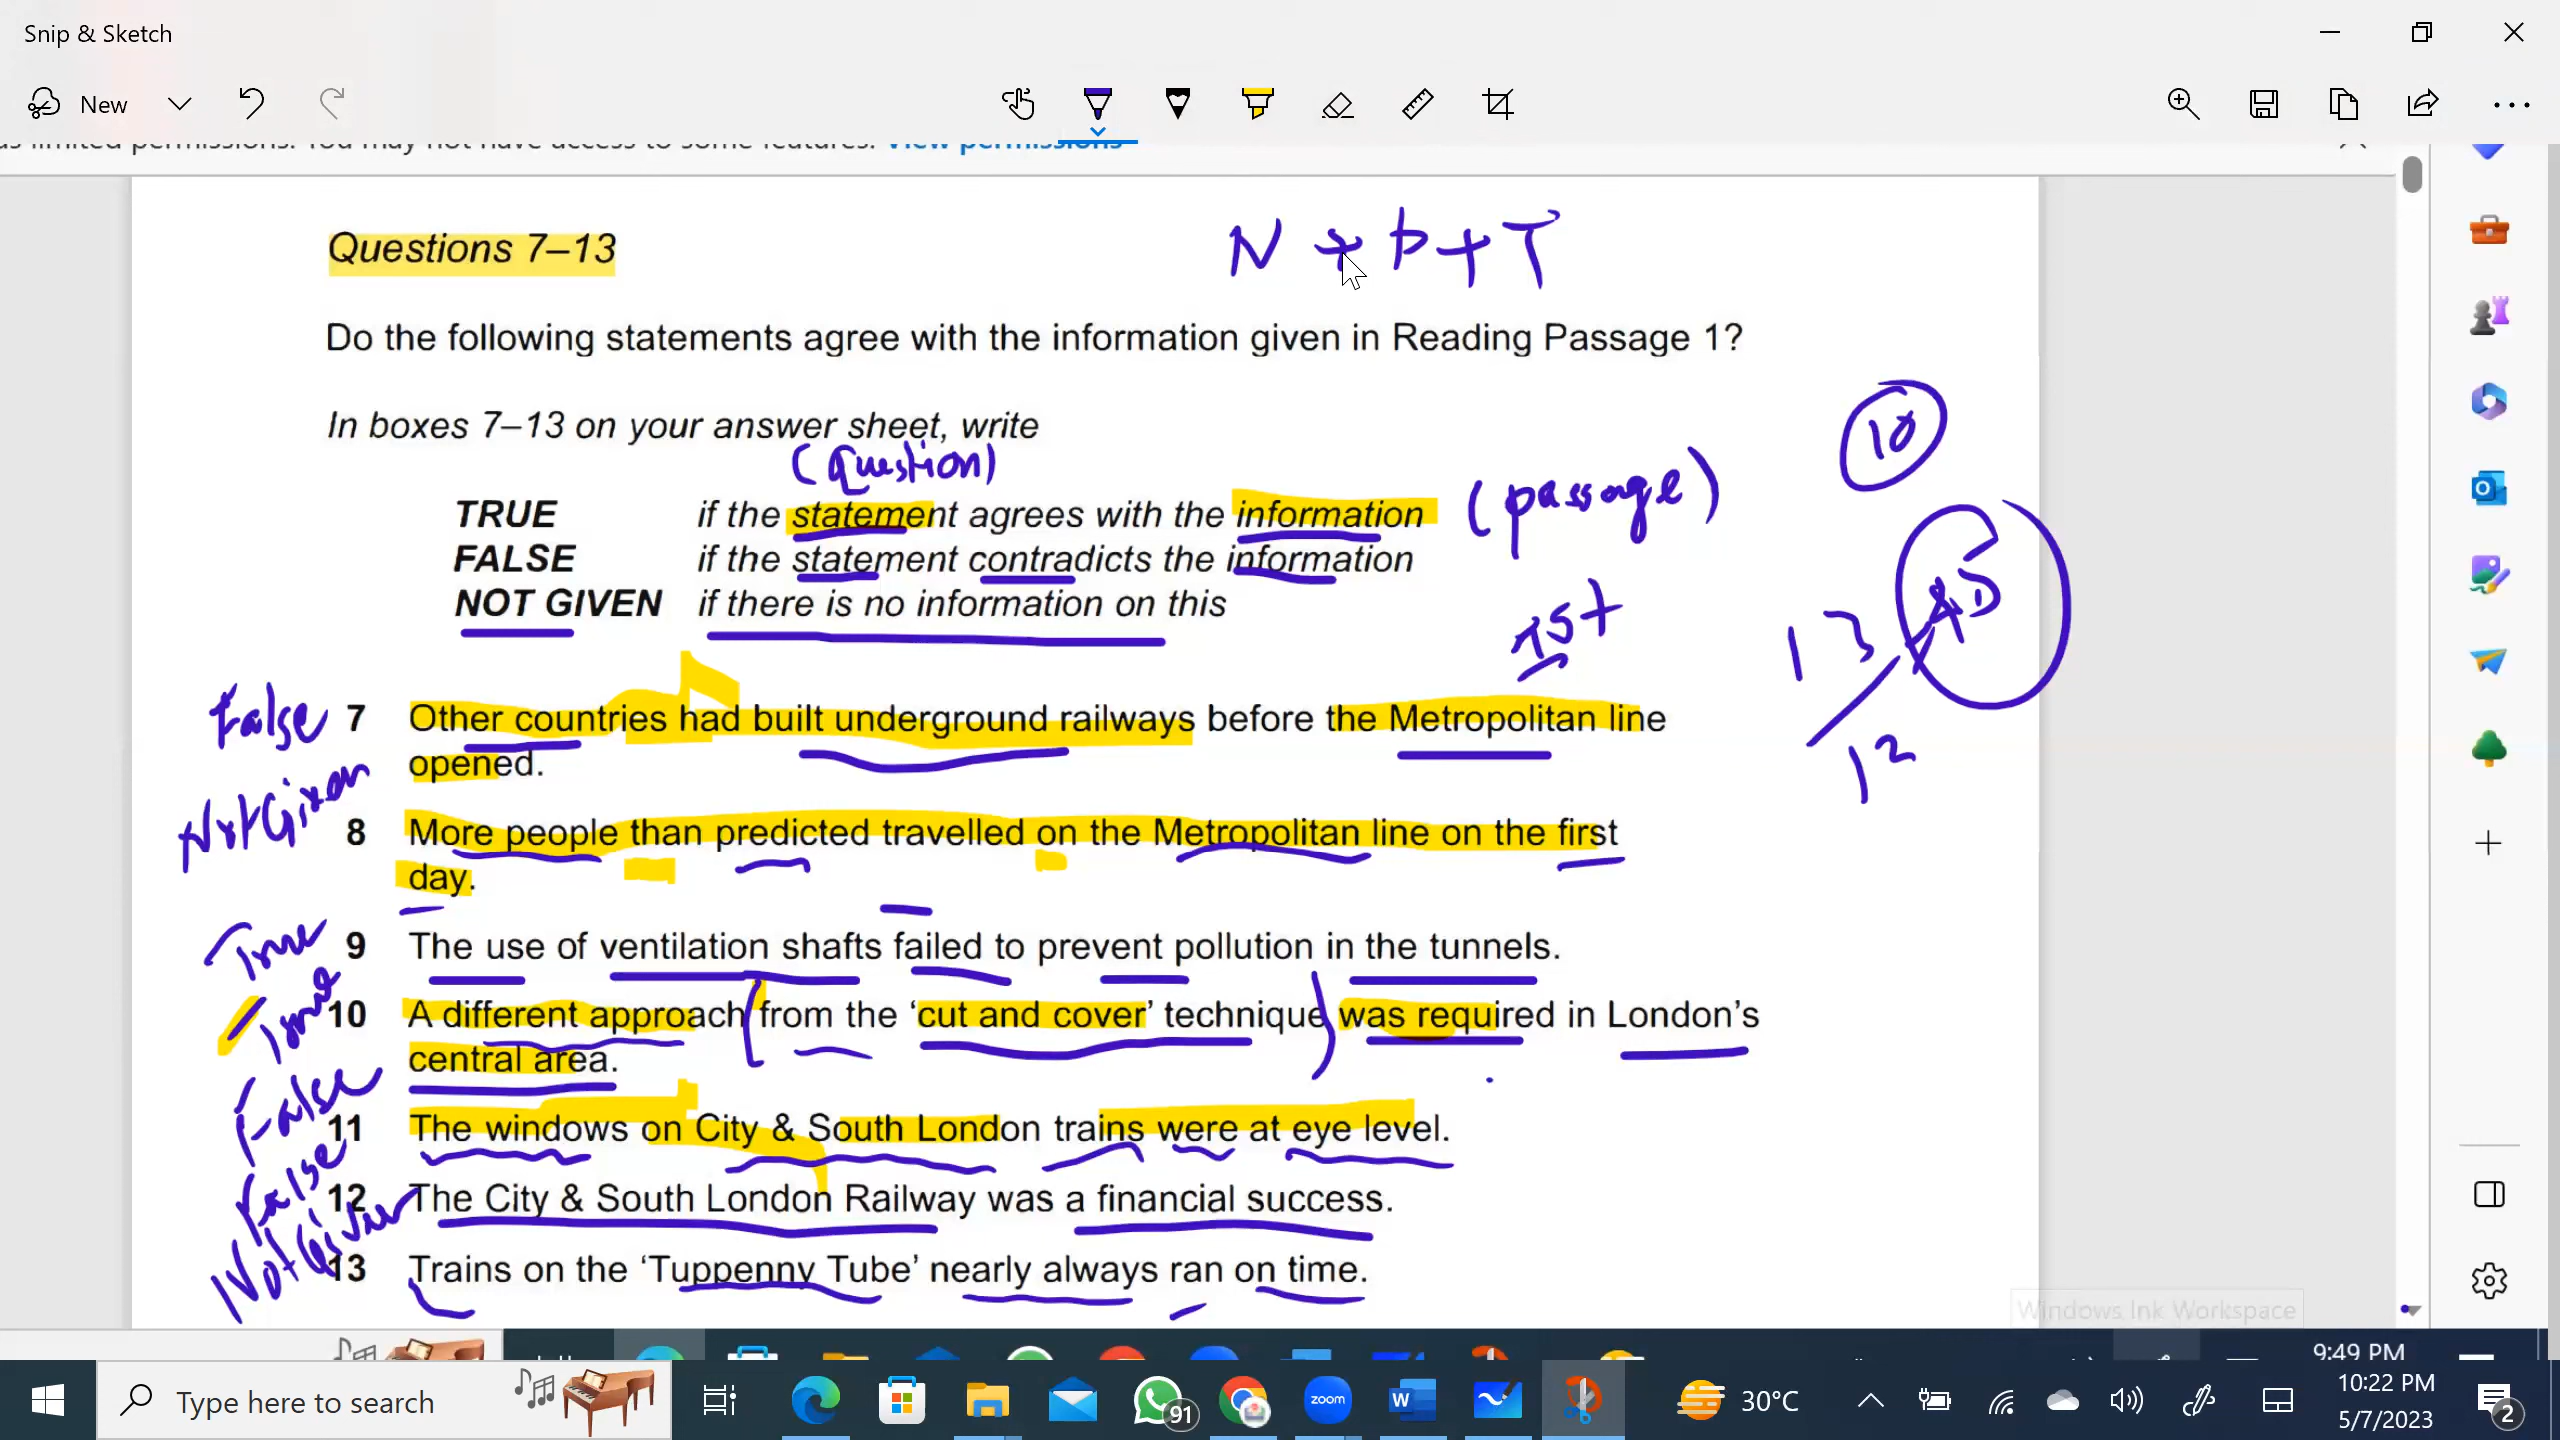 Snip & Sketch
New
View permissions
Questions 7–13
N + P + T
Do the following statements agree with the information given in Reading Passage 1?
In boxes 7–13 on your answer sheet, write
(Question)
(passage)
10
TRUE if the statement agrees with the information
FALSE if the statement contradicts the information
NOT GIVEN if there is no information on this
1st
13
12
False 7 Other countries had built underground railways before the Metropolitan line
opened.
Not Given 8 More people than predicted travelled on the Metropolitan line on the first
day.
True 9 The use of ventilation shafts failed to prevent pollution in the tunnels.
True 10 A different approach (from the ‘cut and cover’ technique) was required in London’s
central area.
False 11 The windows on City & South London trains were at eye level.
False 12 The City & South London Railway was a financial success.
Not Given 13 Trains on the ‘Tuppenny Tube’ nearly always ran on time.
Windows Ink Workspace
9:49 PM
Type here to search
91
zoom
30°C
10:22 PM
5/7/2023
2